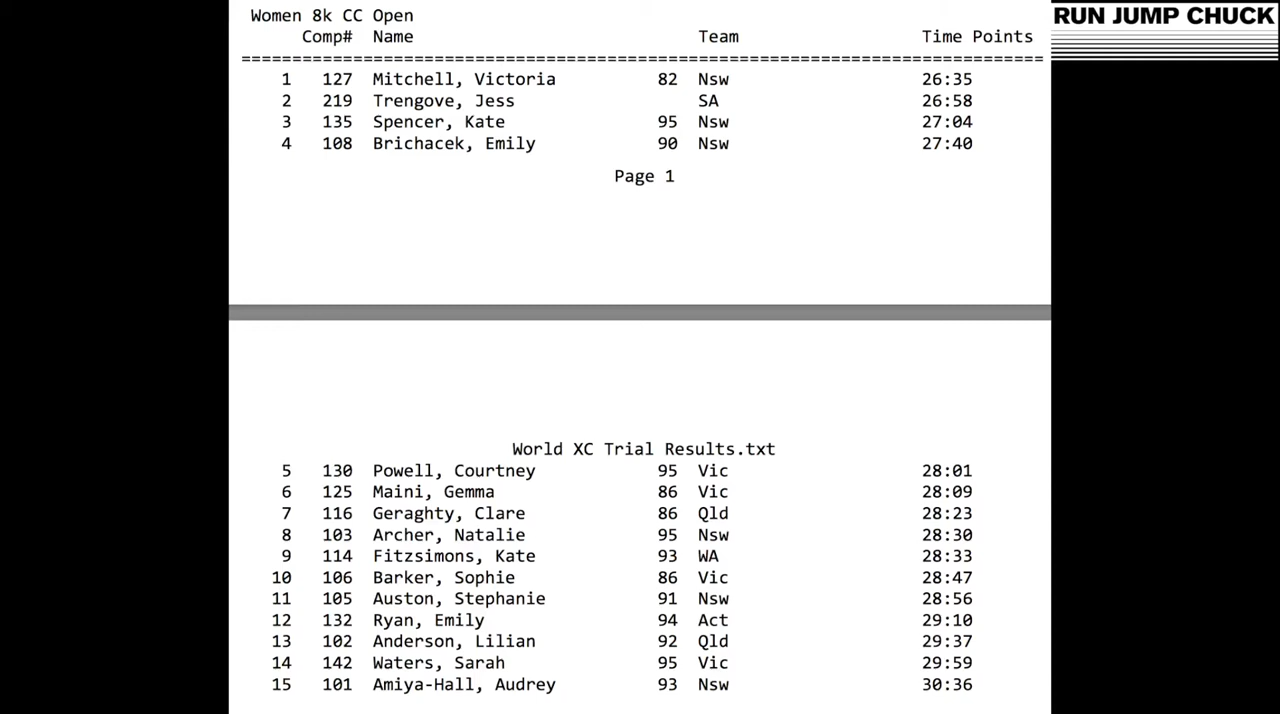 Women 8k CC Open
RUN JUMP CHUCK
Comp# Name Team Time Points
================================================================================
1 127 Mitchell, Victoria 82 Nsw 26:35
2 219 Trengove, Jess SA 26:58
3 135 Spencer, Kate 95 Nsw 27:04
4 108 Brichacek, Emily 90 Nsw 27:40
Page 1
World XC Trial Results.txt
5 130 Powell, Courtney 95 Vic 28:01
6 125 Maini, Gemma 86 Vic 28:09
7 116 Geraghty, Clare 86 Qld 28:23
8 103 Archer, Natalie 95 Nsw 28:30
9 114 Fitzsimons, Kate 93 WA 28:33
10 106 Barker, Sophie 86 Vic 28:47
11 105 Auston, Stephanie 91 Nsw 28:56
12 132 Ryan, Emily 94 Act 29:10
13 102 Anderson, Lilian 92 Qld 29:37
14 142 Waters, Sarah 95 Vic 29:59
15 101 Amiya-Hall, Audrey 93 Nsw 30:36